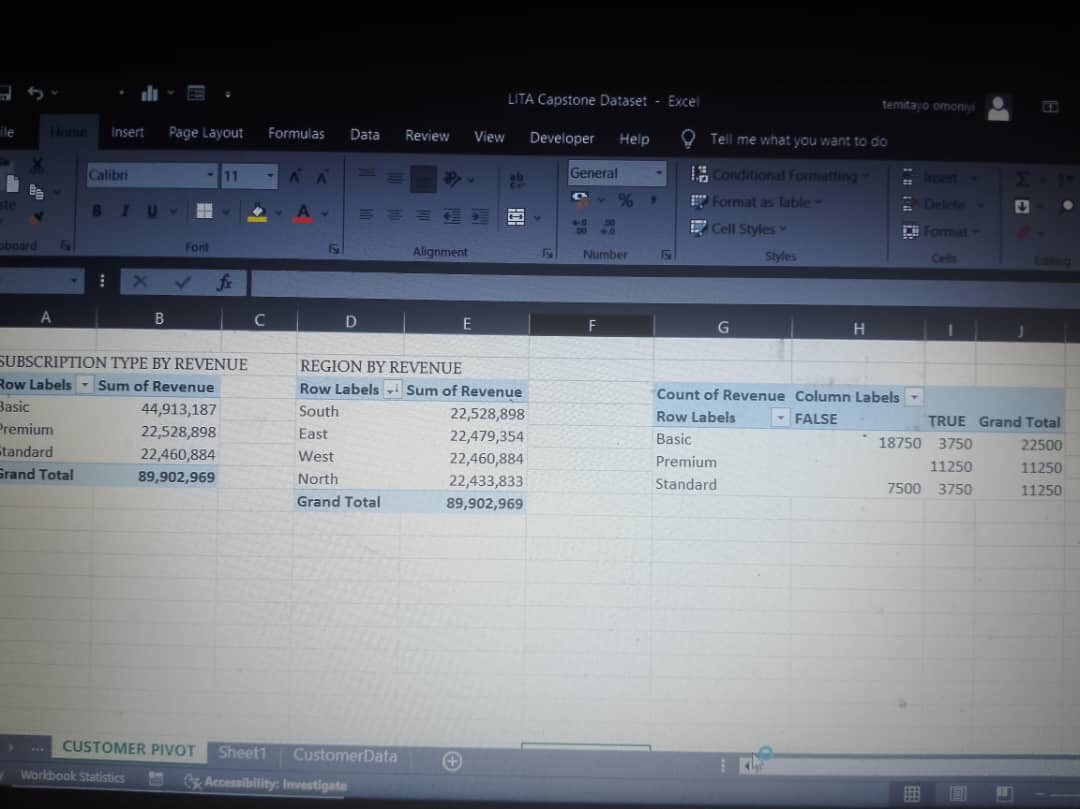 LITA Capstone Dataset - Excel
temitayo omoniyi
ile Home Insert Page Layout Formulas Data Review View Developer Help Tell me what you want to do
Calibri 11 A A ab General Conditional Formatting Insert Σ
ste B I U A % Format as Table Delete
Cell Styles Format
pboard Font Alignment Number Styles Cells Editing
fx
A B C D E F G H I J
SUBSCRIPTION TYPE BY REVENUE REGION BY REVENUE
Row Labels Sum of Revenue Row Labels Sum of Revenue Count of Revenue Column Labels
Basic 44,913,187 South 22,528,898 Row Labels FALSE TRUE Grand Total
Premium 22,528,898 East 22,479,354 Basic 18750 3750 22500
Standard 22,460,884 West 22,460,884 Premium 11250 11250
Grand Total 89,902,969 North 22,433,833 Standard 7500 3750 11250
Grand Total 89,902,969
... CUSTOMER PIVOT Sheet1 CustomerData
Workbook Statistics Accessibility: Investigate